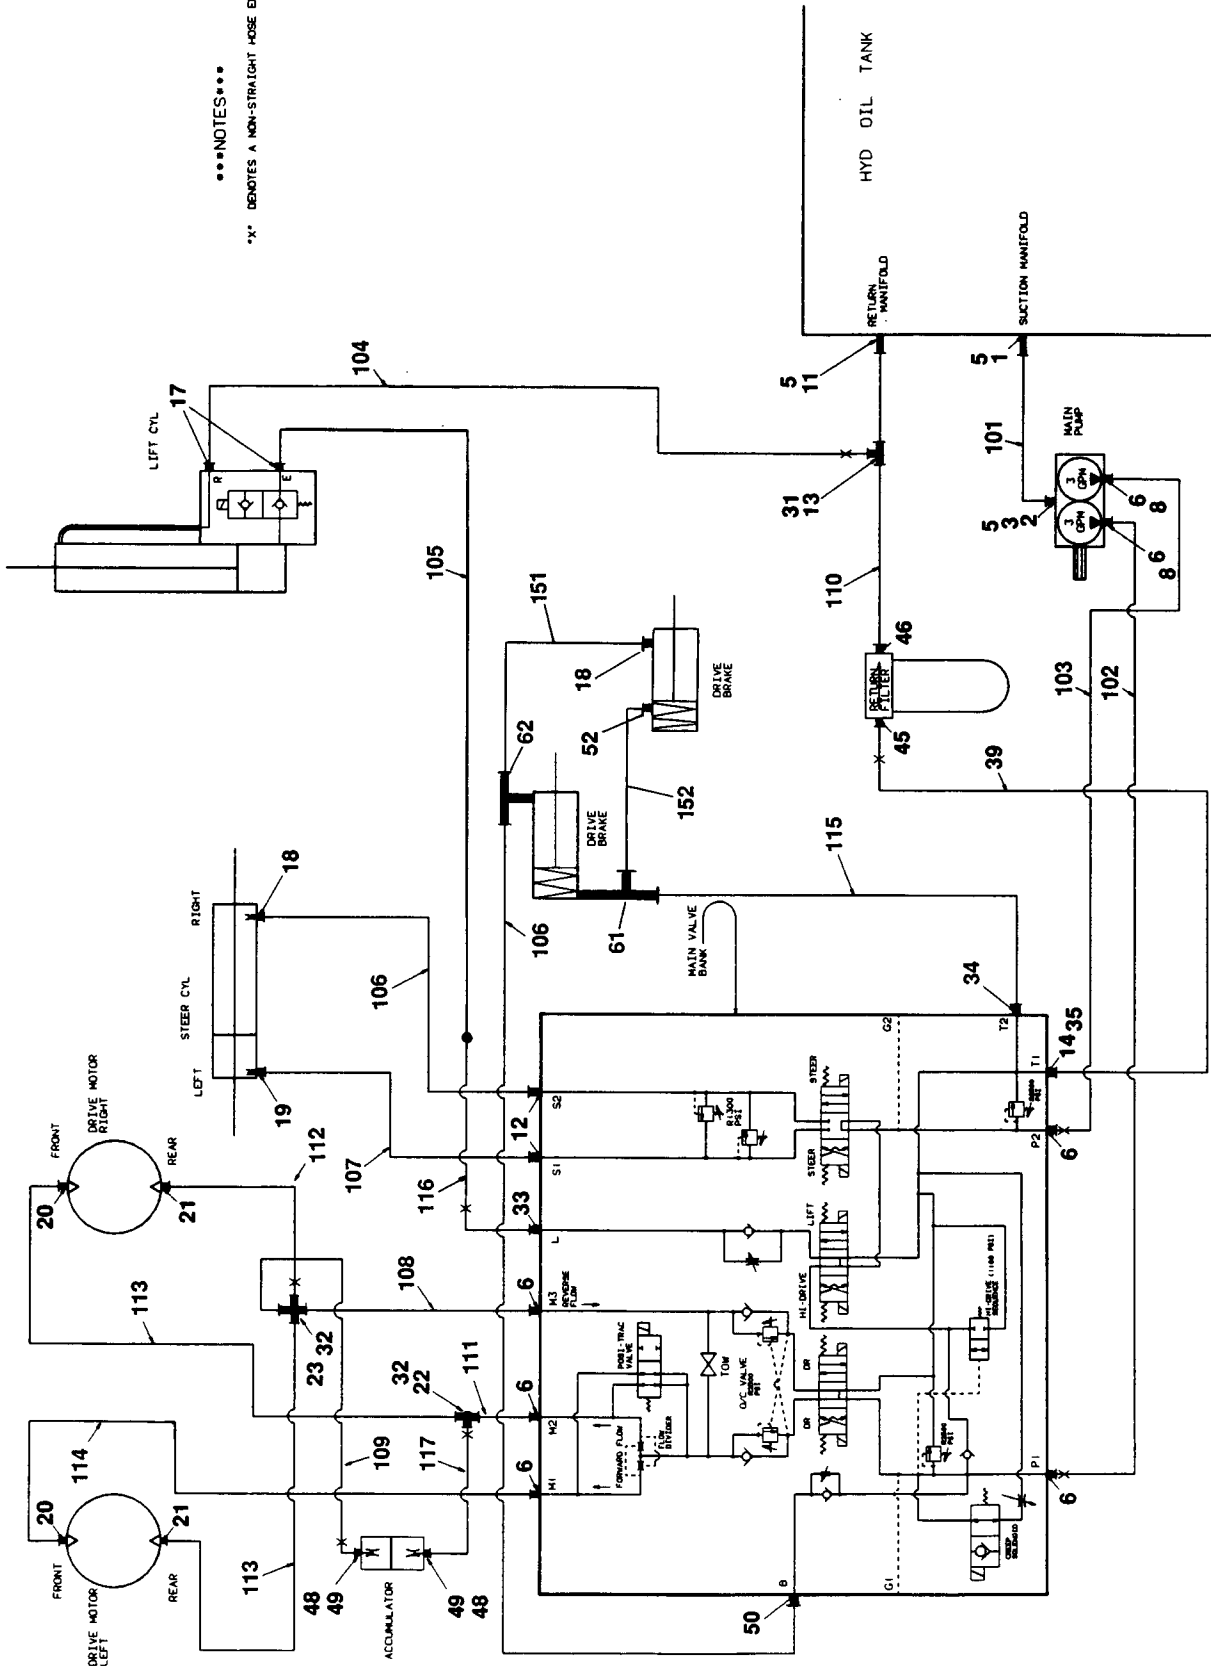 ***NOTES***
"X" DENOTES A NON-STRAIGHT HOSE
HYD OIL TANK
RETURN
MANIFOLD
SUCTION MANIFOLD
5
11
5
1
104
17
LIFT CYL
R
E
31
13
101
MAIN
PUMP
5
3
2
3
GPM
3
GPM
6
8
6
8
105
110
151
46
RETURN
FILTER
45
103
102
18
DRIVE
BRAKE
52
62
152
39
DRIVE
BRAKE
61
115
18
RIGHT
STEER CYL
LEFT
19
106
106
MAIN VALVE
BANK
34
T2
G2
14 35
T1
107
12
S2
S1
R1300
PSI
STEER
STEER
P2
6
DRIVE MOTOR
RIGHT
FRONT
REAR
20
21
112
116
33
L
LIFT
HI-DRIVE
113
108
6
M3
REVERSE
FLOW
23
32
POSI-TRAC
VALVE
TOW
O/C VALVE
PSI
DR
DR
HI-DRIVE (1100 PSI)
SEQUENCE
32
22
111
6
M2
114
109
117
6
M1
FORWARD FLOW
FLOW
DIVIDER
PSI
P1
6
20
21
FRONT
REAR
DRIVE MOTOR
LEFT
113
48
49
49
48
ACCUMULATOR
B
50
G1
CREEP
SOLENOID